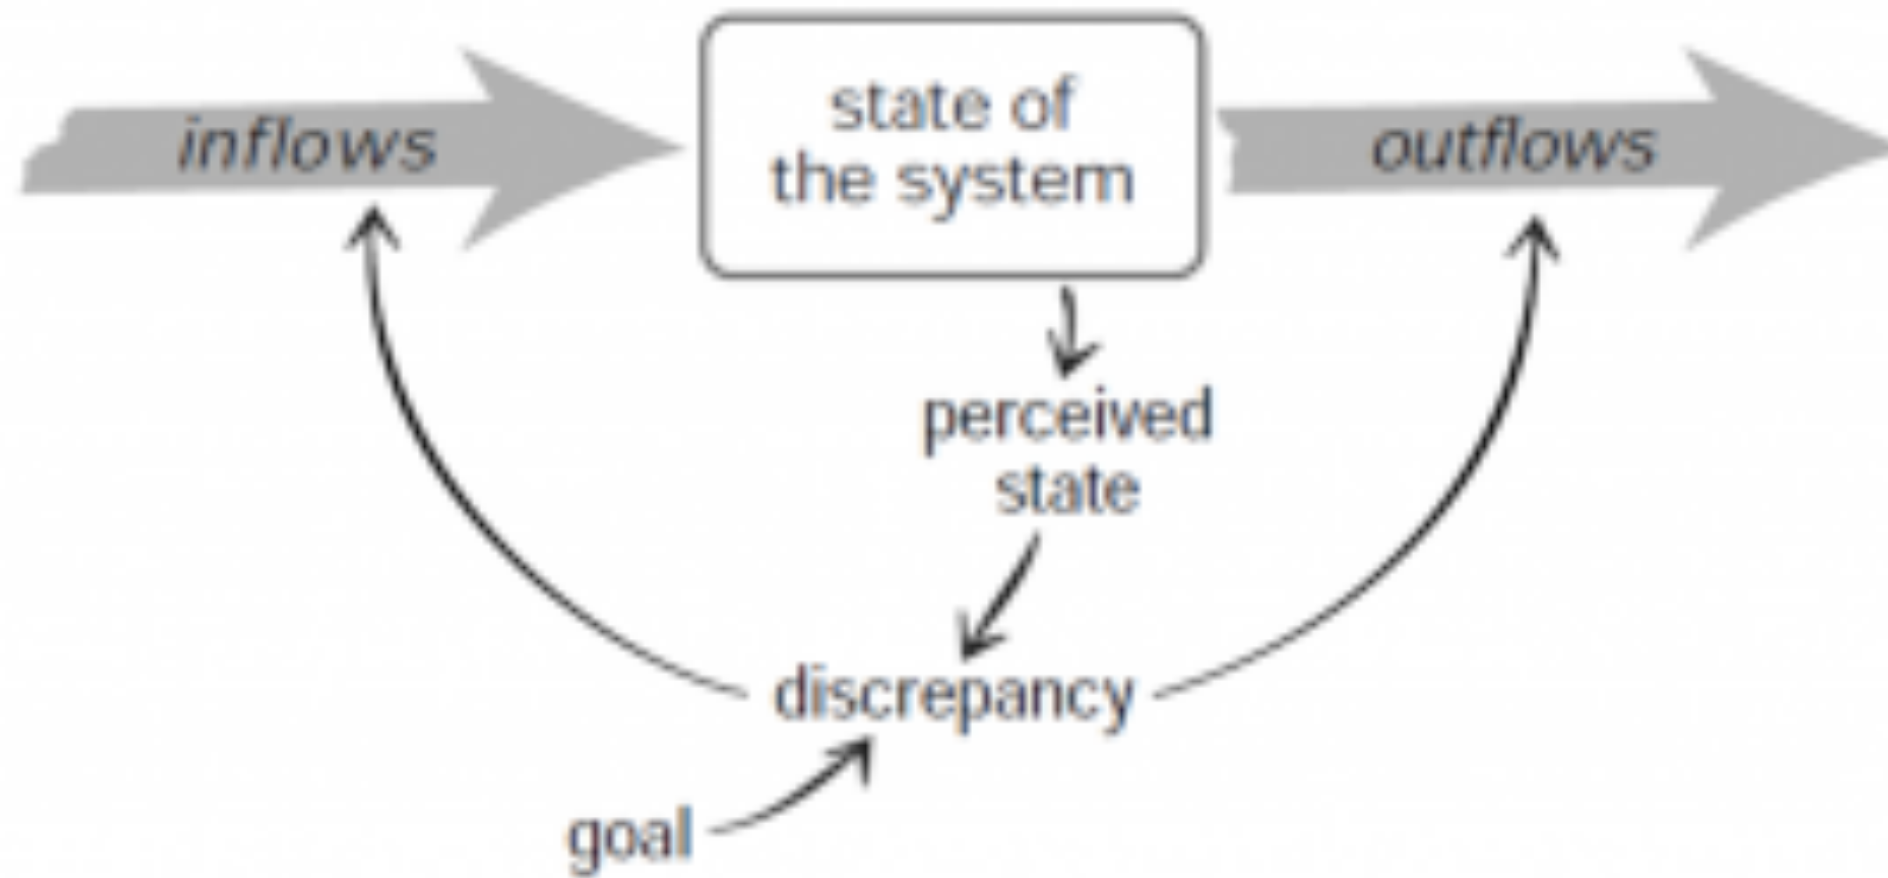 inflows
state of
the system
outflows
perceived
state
discrepancy
goal